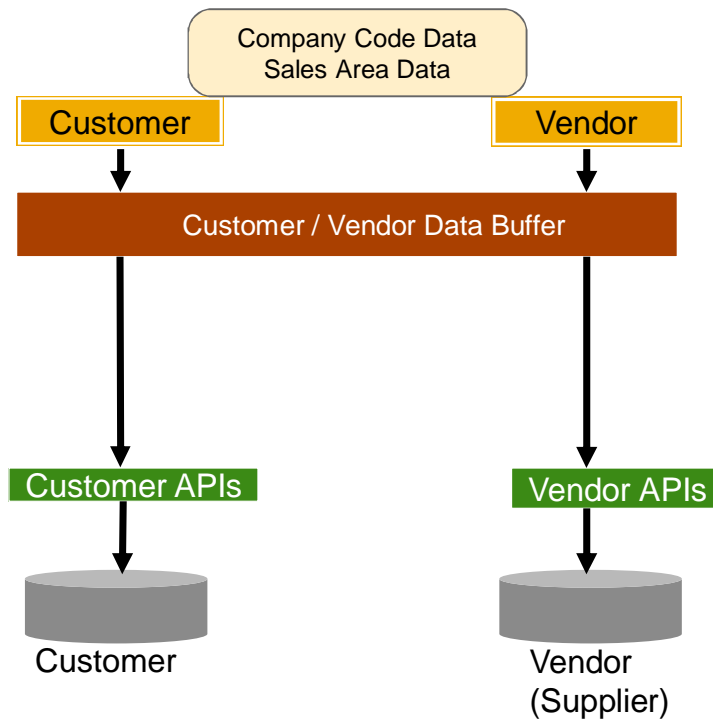 Company Code Data
Sales Area Data
Customer
Vendor
Customer / Vendor Data Buffer
Customer APIs
Vendor APIs
Customer
Vendor
(Supplier)